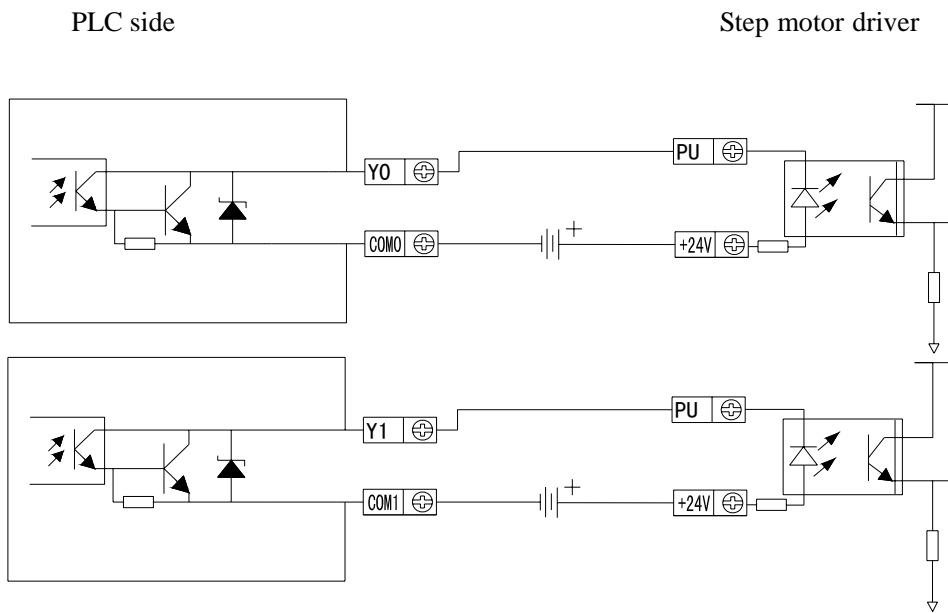 PLC side Step motor driver
Y0 PU
COM0 + +24V
Y1 PU
COM1 + +24V